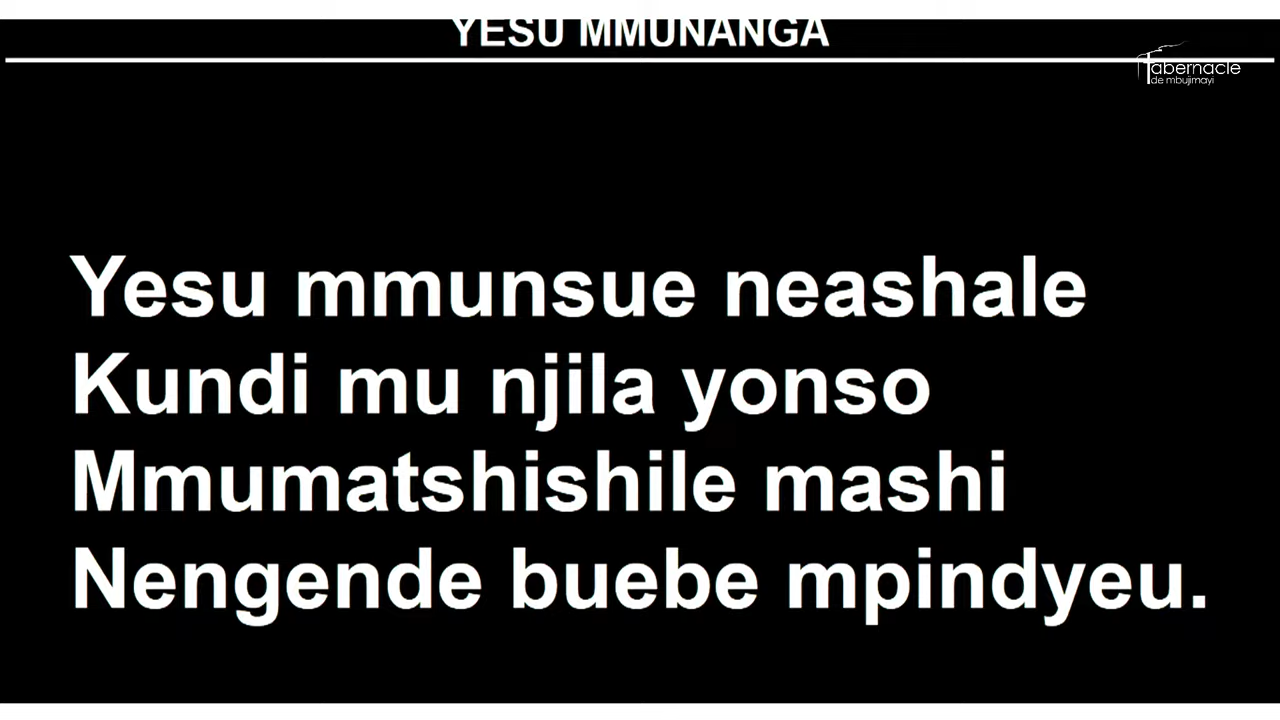 YESU MMUNANGA
Tabernacle
de mbujimayi
Yesu mmunsue neashale
Kundi mu njila yonso
Mmumatshishile mashi
Nengende buebe mpindyeu.